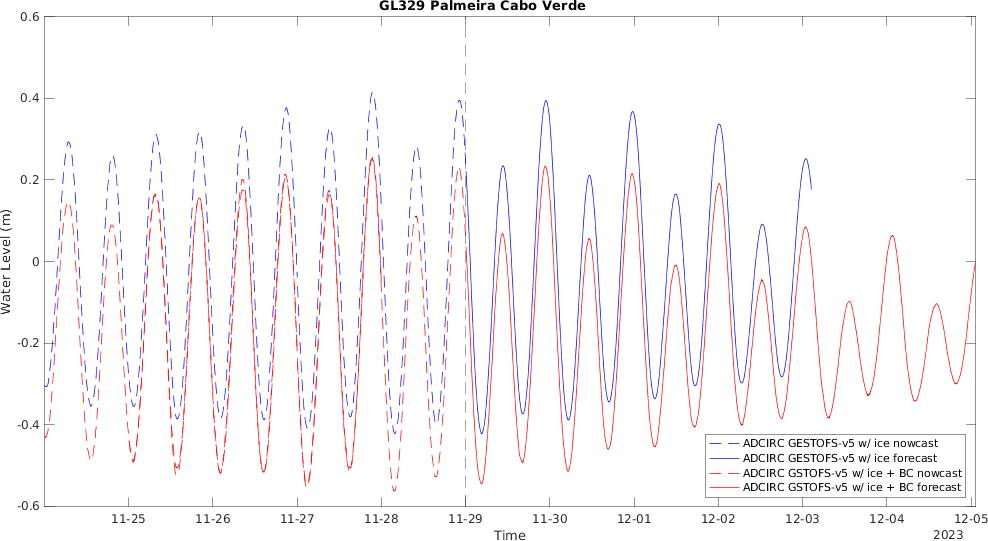 GL329 Palmeira Cabo Verde
0.6
0.4
0.2
0
-0.2
-0.4
-0.6
Water Level (m)
ADCIRC GESTOFS-v5 w/ ice nowcast
ADCIRC GESTOFS-v5 w/ ice forecast
ADCIRC GSTOFS-v5 w/ ice + BC nowcast
ADCIRC GSTOFS-v5 w/ ice + BC forecast
11-25 11-26 11-27 11-28 11-29 11-30 12-01 12-02 12-03 12-04 12-05
Time
2023